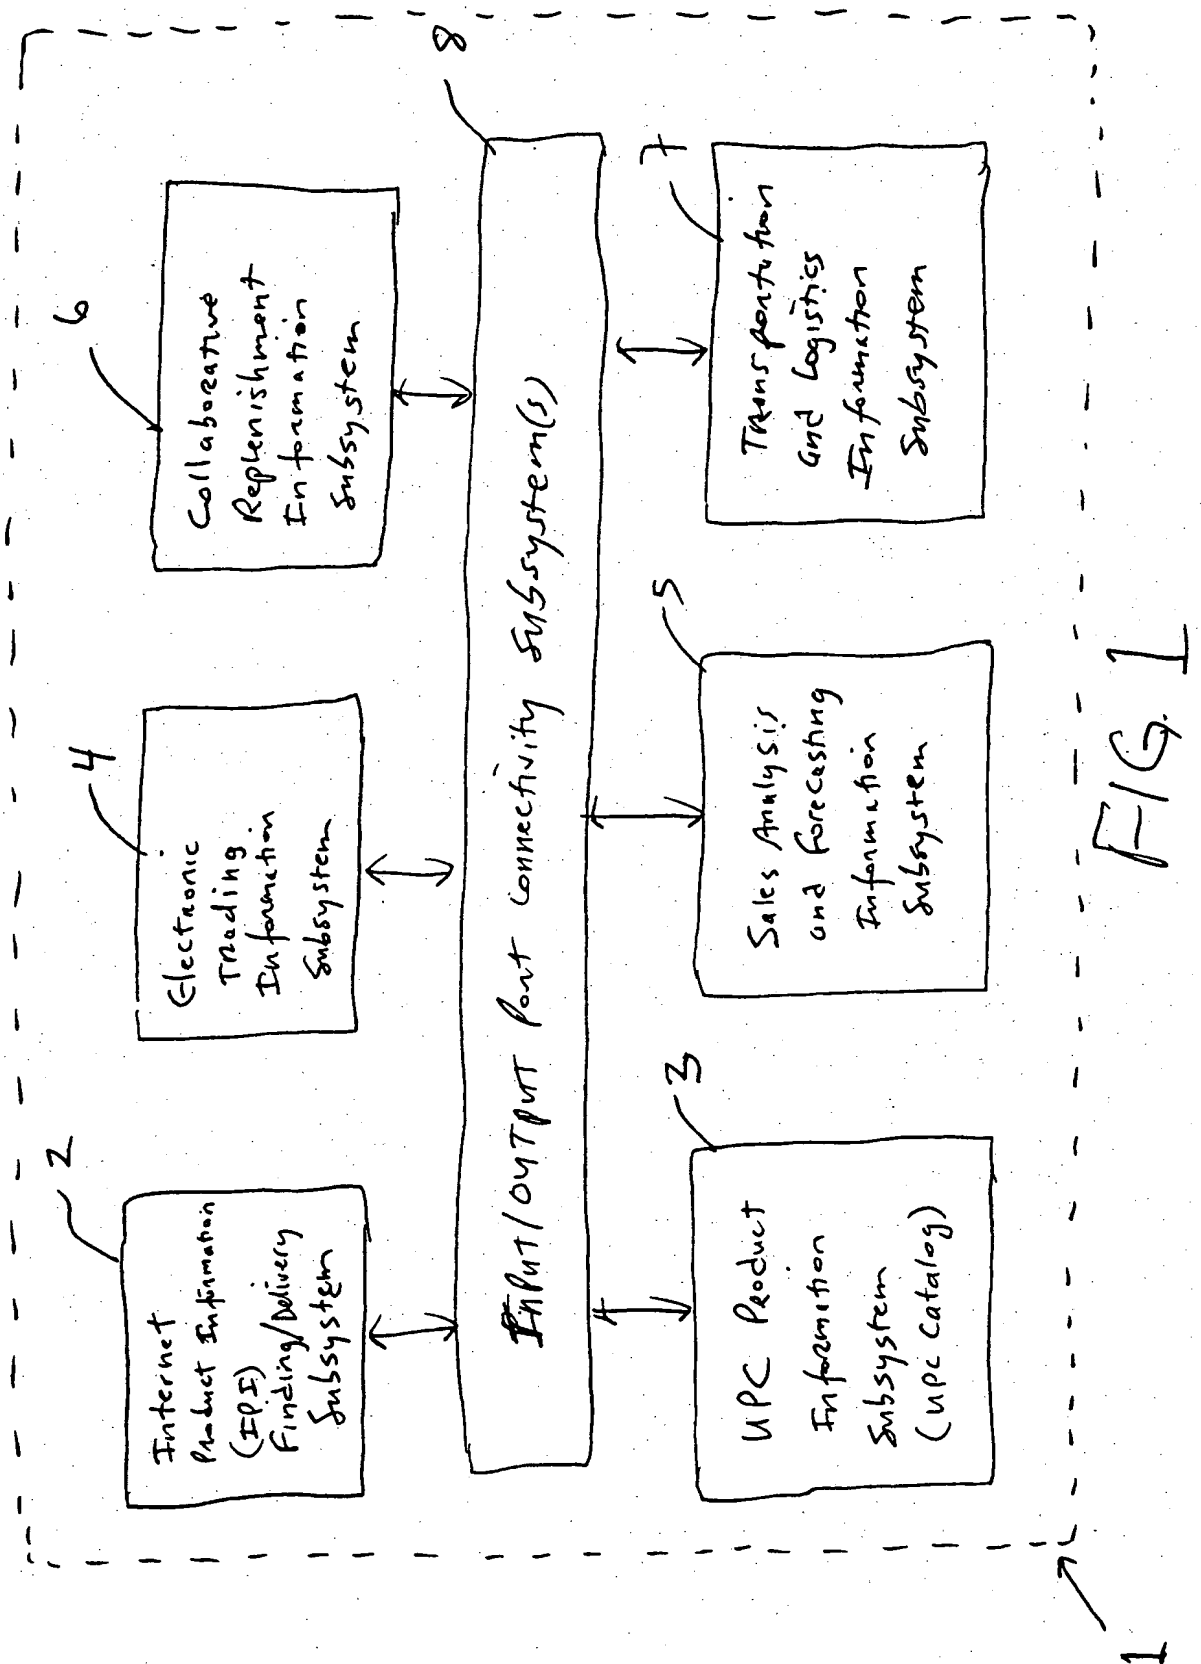 2
Internet
Product Information
(IPI)
Finding/Delivery
Subsystem
4
Electronic
Trading
Information
Subsystem
6
Collaborative
Replenishment
Information
Subsystem
8
Input/Output Port Connectivity Subsystem(s)
3
UPC Product
Information
Subsystem
(UPC Catalog)
5
Sales Analysis
and Forecasting
Information
Subsystem
7
Transportation
and Logistics
Information
Subsystem
1
FIG. 1